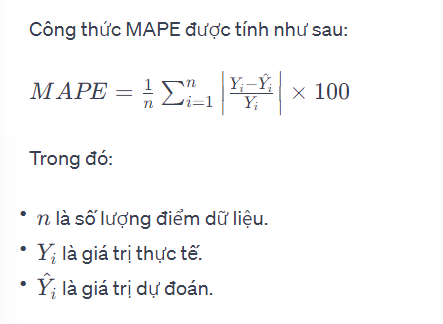 Công thức MAPE được tính như sau:
$MAPE = \frac{1}{n} \sum_{i=1}^{n} \left| \frac{Y_i - \hat{Y}_i}{Y_i} \right| \times 100$
Trong đó:
• $n$ là số lượng điểm dữ liệu.
• $Y_i$ là giá trị thực tế.
• $\hat{Y}_i$ là giá trị dự đoán.